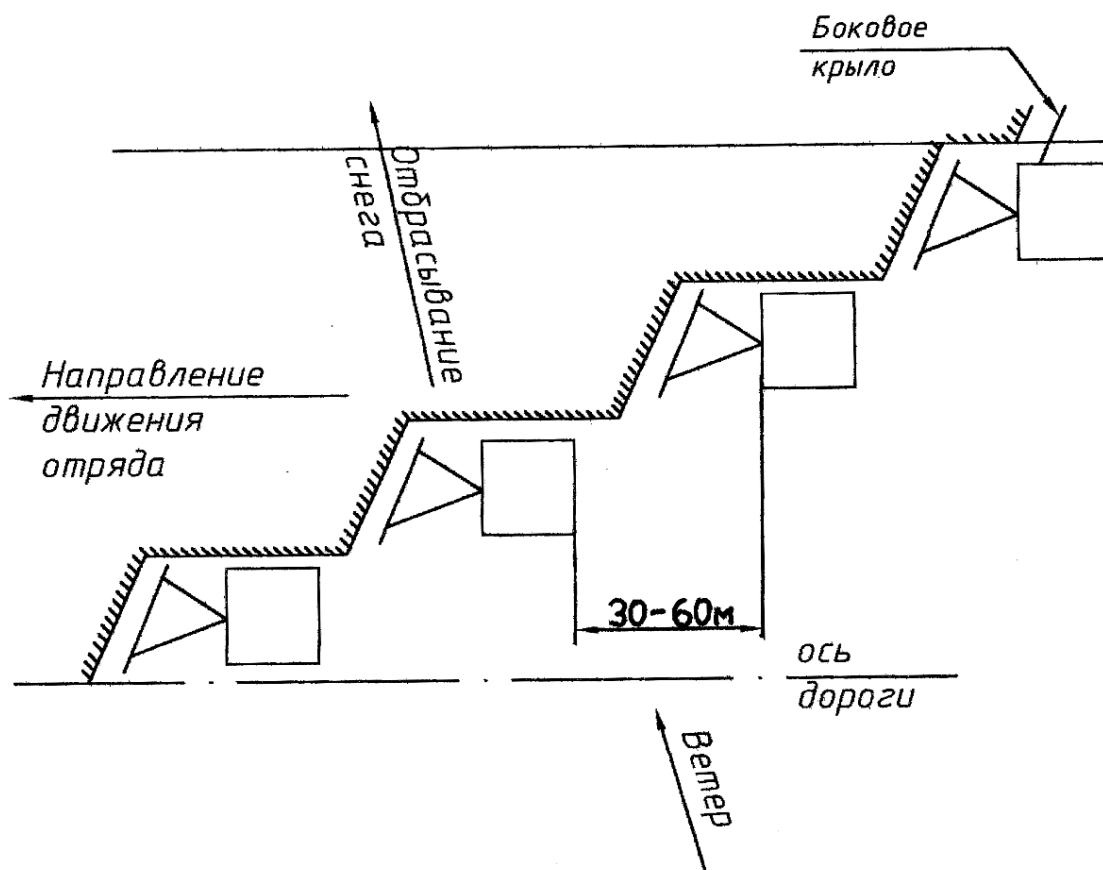 Боковое
крыло
Отбрасывание
снега
Направление
движения
отряда
30-60м
ось
дороги
Ветер